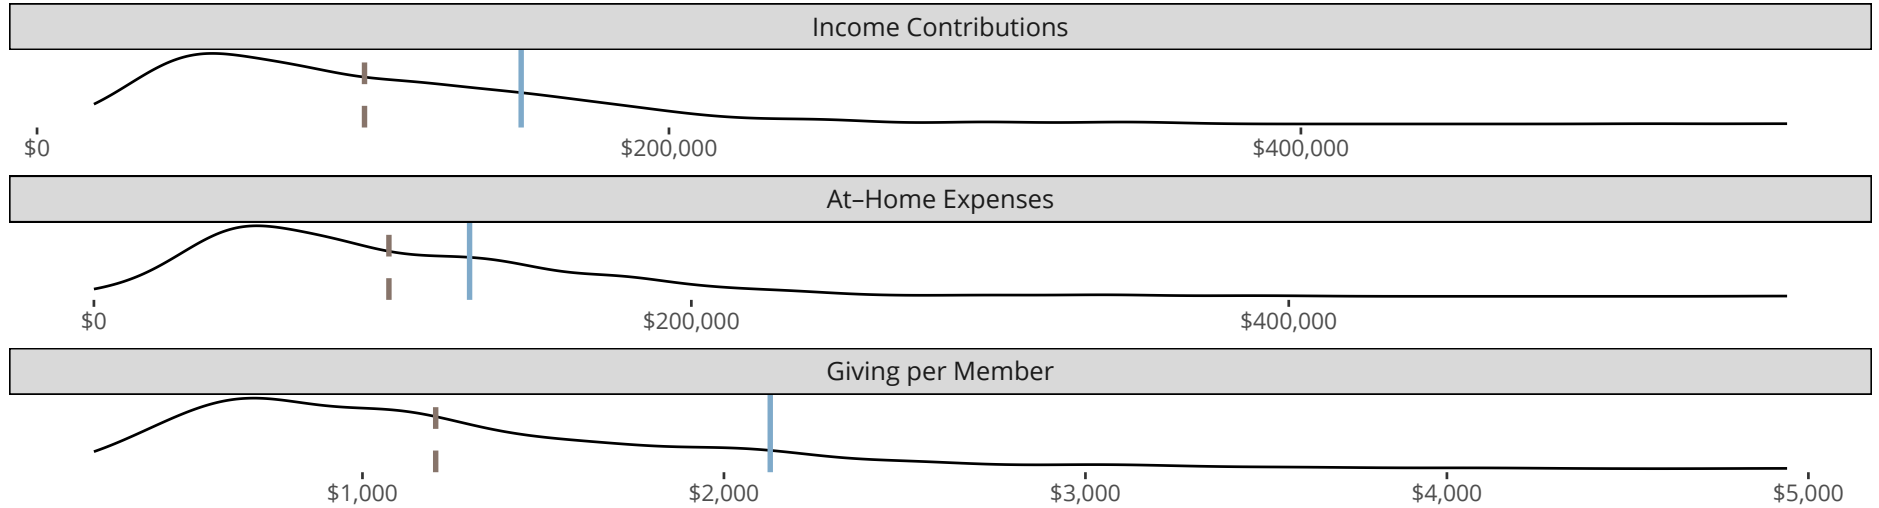 Income Contributions
$0 $200,000 $400,000
At–Home Expenses
$0 $200,000 $400,000
Giving per Member
$1,000 $2,000 $3,000 $4,000 $5,000